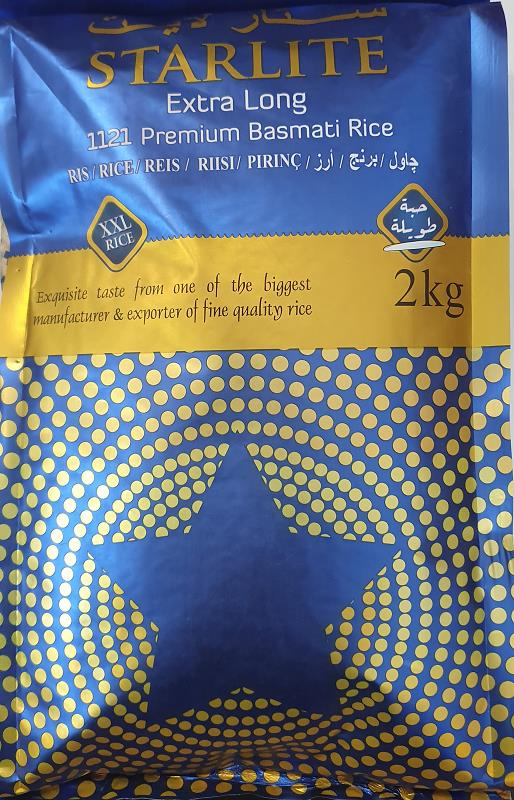 ستار لايت
STARLITE
Extra Long
1121 Premium Basmati Rice
RIS / RICE / REIS / RIISI / PIRINÇ / أرز / برنج / چاول
XXL
RICE
حبة
طويلة
Exquisite taste from one of the biggest
manufacturer & exporter of fine quality rice
2kg